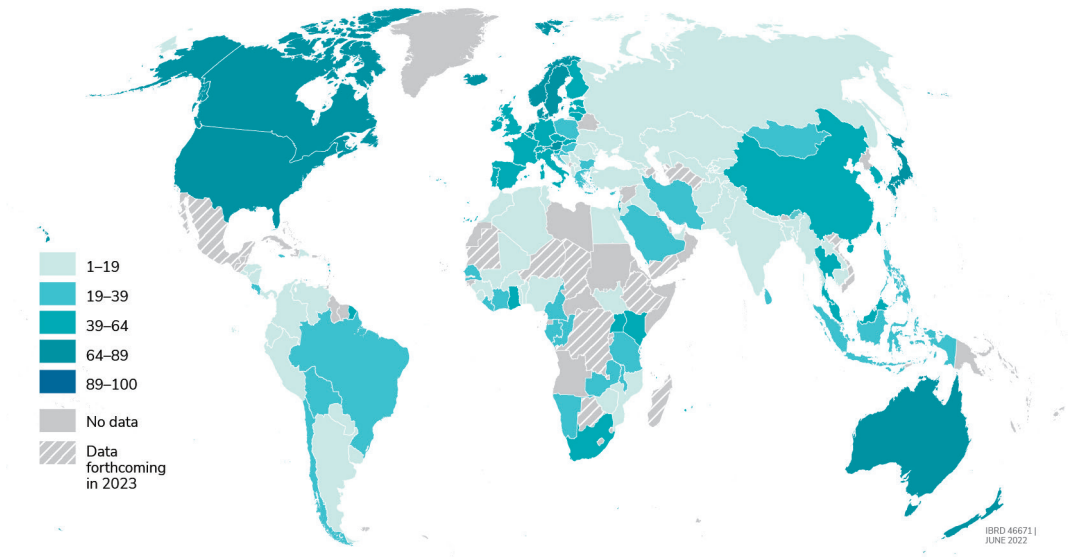 1–19
19–39
39–64
64–89
89–100
No data
Data
forthcoming
in 2023
IBRD 46671 |
JUNE 2022